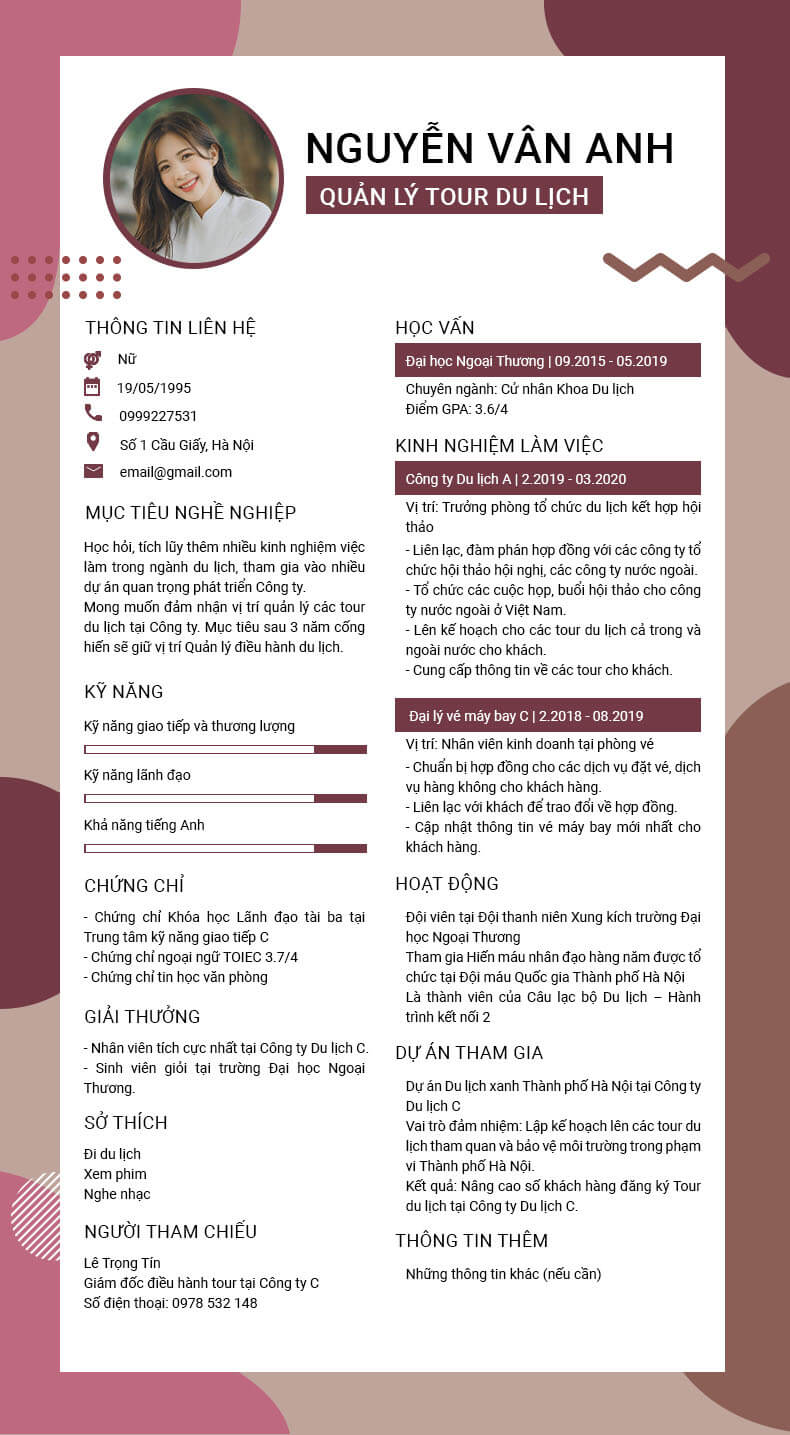 NGUYỄN VÂN ANH
QUẢN LÝ TOUR DU LỊCH
THÔNG TIN LIÊN HỆ
Nữ
19/05/1995
0999227531
Số 1 Cầu Giấy, Hà Nội
email@gmail.com
MỤC TIÊU NGHỀ NGHIỆP
Học hỏi, tích lũy thêm nhiều kinh nghiệm việc
làm trong ngành du lịch, tham gia vào nhiều
dự án quan trọng phát triển Công ty.
Mong muốn đảm nhận vị trí quản lý các tour
du lịch tại Công ty. Mục tiêu sau 3 năm cống
hiến sẽ giữ vị trí Quản lý điều hành du lịch.
KỸ NĂNG
Kỹ năng giao tiếp và thương lượng
Kỹ năng lãnh đạo
Khả năng tiếng Anh
CHỨNG CHỈ
- Chứng chỉ Khóa học Lãnh đạo tài ba tại
Trung tâm kỹ năng giao tiếp C
- Chứng chỉ ngoại ngữ TOIEC 3.7/4
- Chứng chỉ tin học văn phòng
GIẢI THƯỞNG
- Nhân viên tích cực nhất tại Công ty Du lịch C.
- Sinh viên giỏi tại trường Đại học Ngoại
Thương.
SỞ THÍCH
Đi du lịch
Xem phim
Nghe nhạc
NGƯỜI THAM CHIẾU
Lê Trọng Tín
Giám đốc điều hành tour tại Công ty C
Số điện thoại: 0978 532 148
HỌC VẤN
Đại học Ngoại Thương | 09.2015 - 05.2019
Chuyên ngành: Cử nhân Khoa Du lịch
Điểm GPA: 3.6/4
KINH NGHIỆM LÀM VIỆC
Công ty Du lịch A | 2.2019 - 03.2020
Vị trí: Trưởng phòng tổ chức du lịch kết hợp hội
thảo
- Liên lạc, đàm phán hợp đồng với các công ty tổ
chức hội thảo hội nghị, các công ty nước ngoài.
- Tổ chức các cuộc họp, buổi hội thảo cho công
ty nước ngoài ở Việt Nam.
- Lên kế hoạch cho các tour du lịch cả trong và
ngoài nước cho khách.
- Cung cấp thông tin về các tour cho khách.
Đại lý vé máy bay C | 2.2018 - 08.2019
Vị trí: Nhân viên kinh doanh tại phòng vé
- Chuẩn bị hợp đồng cho các dịch vụ đặt vé, dịch
vụ hàng không cho khách hàng.
- Liên lạc với khách để trao đổi về hợp đồng.
- Cập nhật thông tin vé máy bay mới nhất cho
khách hàng.
HOẠT ĐỘNG
Đội viên tại Đội thanh niên Xung kích trường Đại
học Ngoại Thương
Tham gia Hiến máu nhân đạo hàng năm được tổ
chức tại Đội máu Quốc gia Thành phố Hà Nội
Là thành viên của Câu lạc bộ Du lịch – Hành
trình kết nối 2
DỰ ÁN THAM GIA
Dự án Du lịch xanh Thành phố Hà Nội tại Công ty
Du lịch C
Vai trò đảm nhiệm: Lập kế hoạch lên các tour du
lịch tham quan và bảo vệ môi trường trong phạm
vi Thành phố Hà Nội.
Kết quả: Nâng cao số khách hàng đăng ký Tour
du lịch tại Công ty Du lịch C.
THÔNG TIN THÊM
Những thông tin khác (nếu cần)